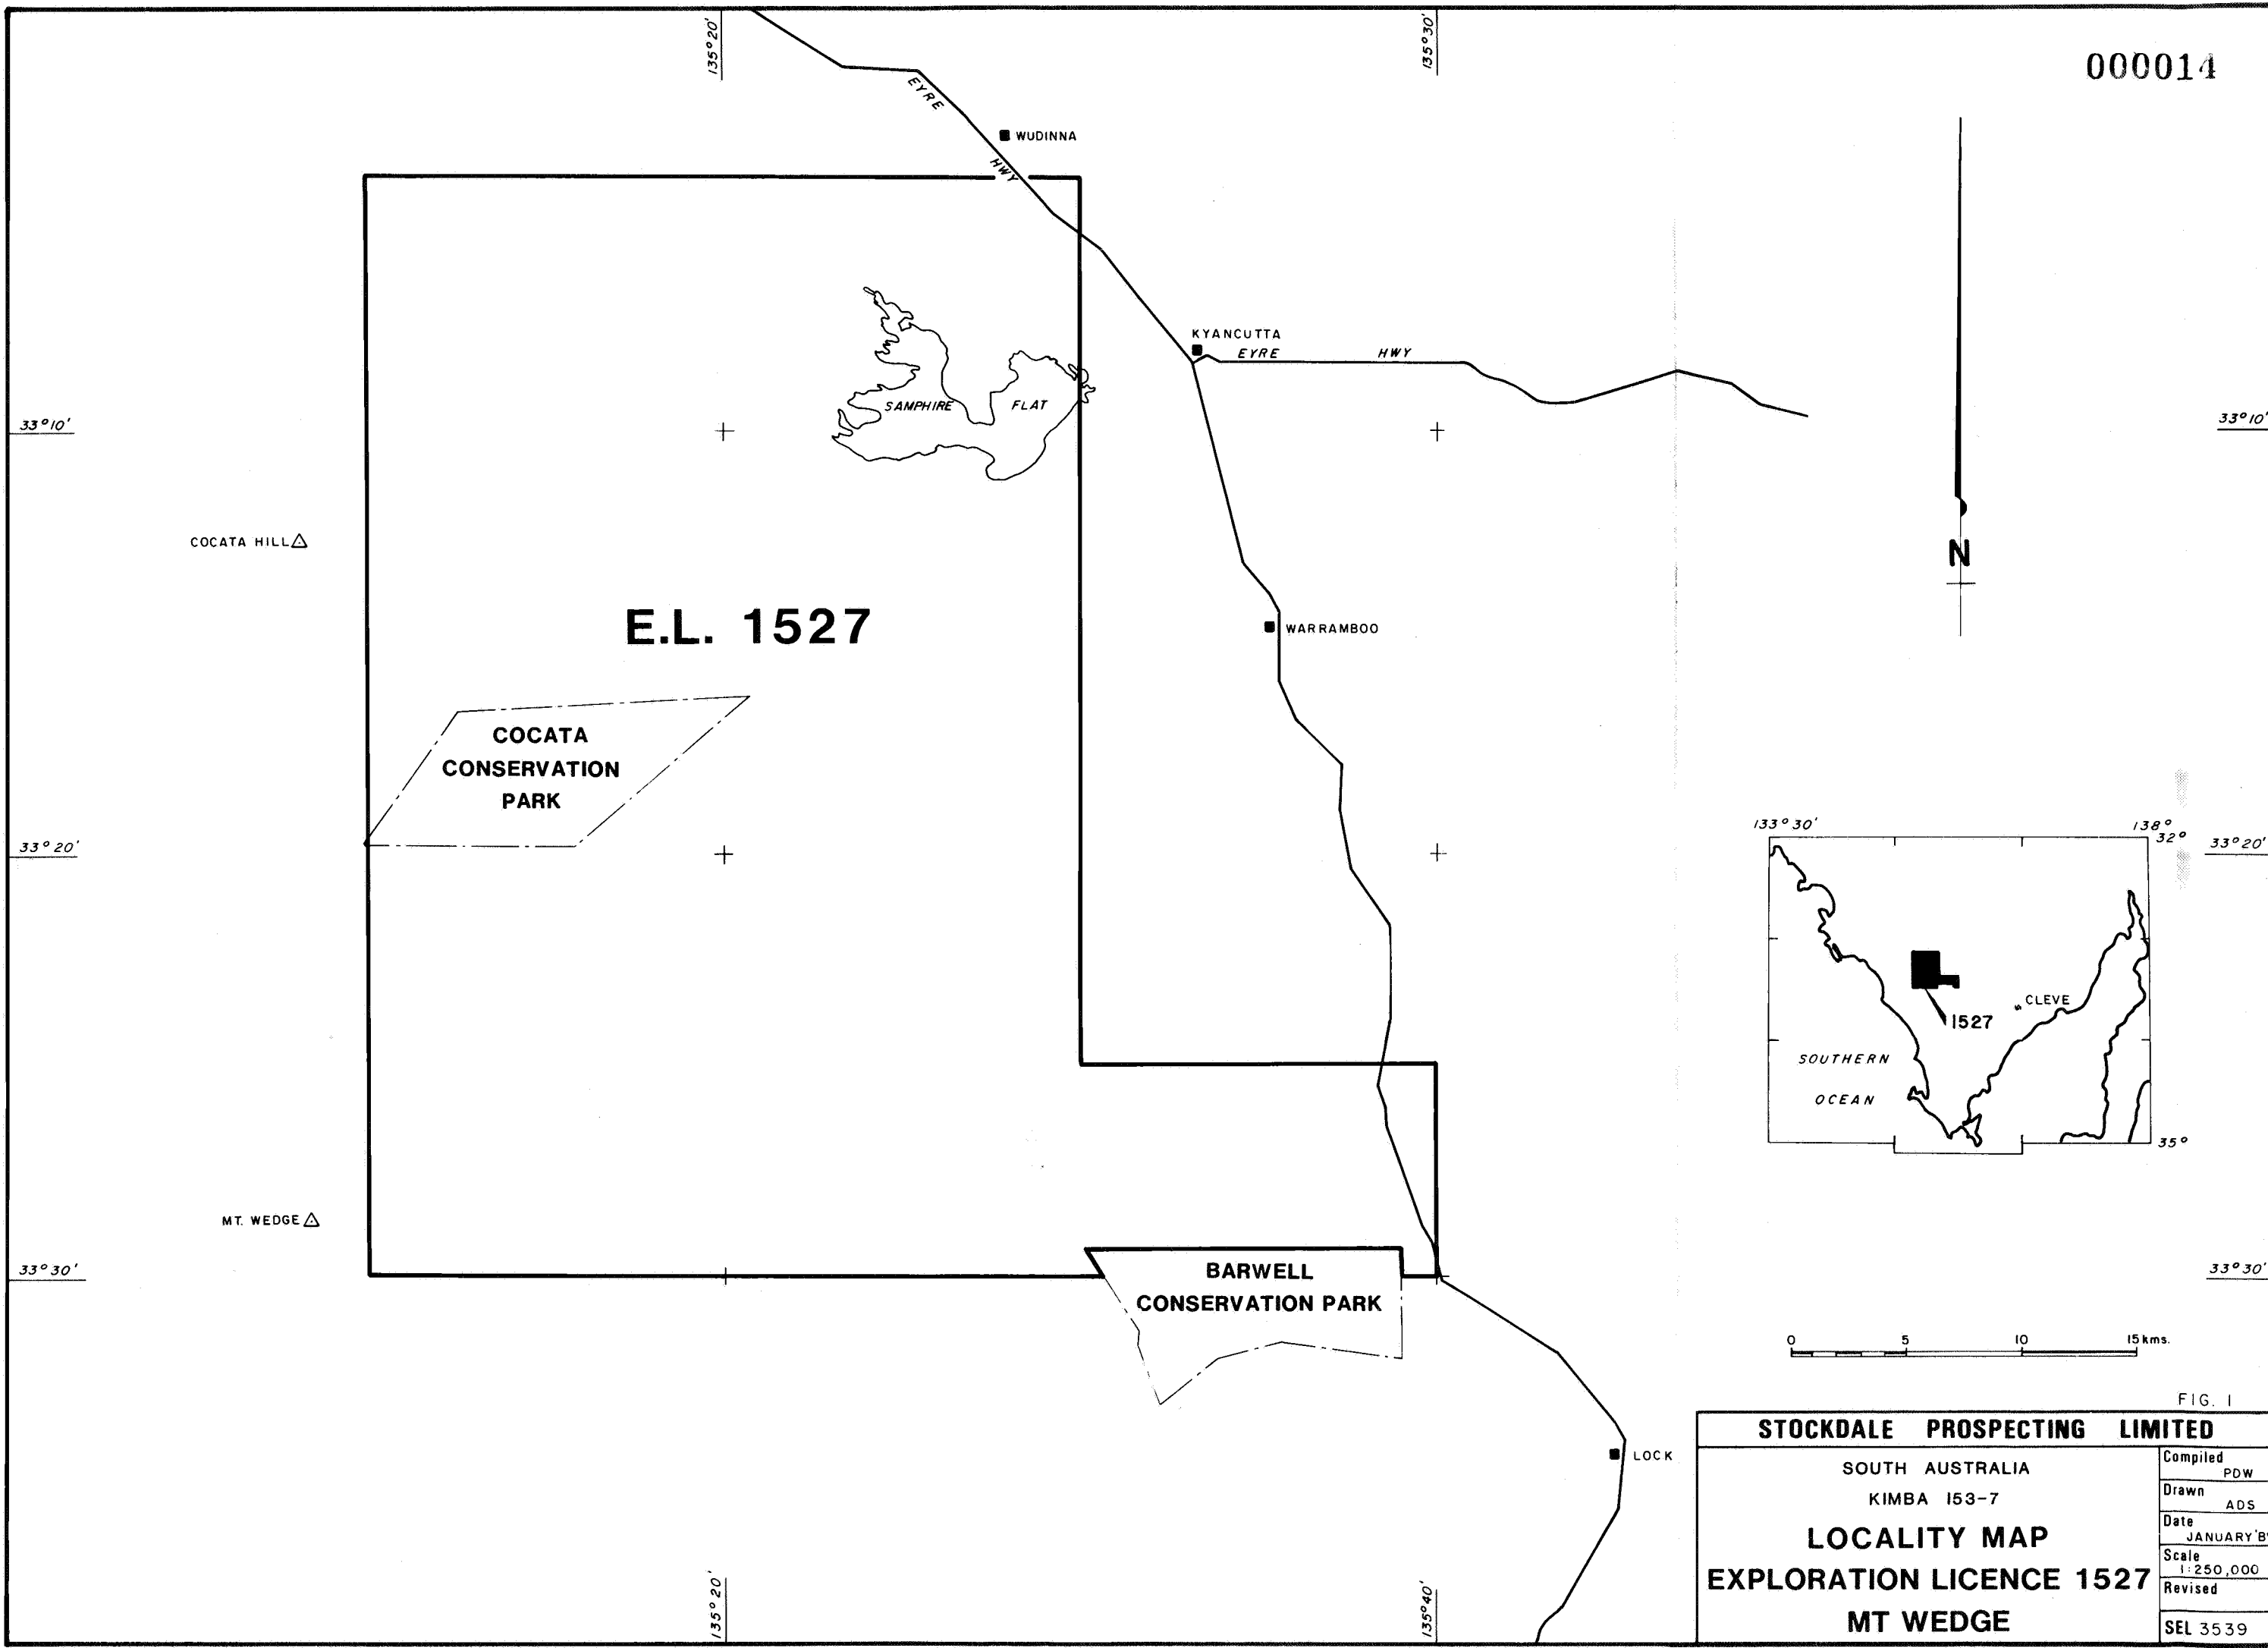 135°20'
135°30'
000014
EYRE
HWY
WUDINNA
KYANCUTTA
EYRE HWY
SAMPHIRE FLAT
33°10'
33°10'
COCATA HILL
N
E.L. 1527
WARRAMBOO
COCATA
CONSERVATION
PARK
33°20'
33°20'
133°30'
138°
32°
CLEVE
1527
SOUTHERN
OCEAN
35°
MT. WEDGE
33°30'
33°30'
BARWELL
CONSERVATION PARK
0 5 10 15 kms.
LOCK
135°20'
135°40'
FIG. 1
STOCKDALE PROSPECTING LIMITED
SOUTH AUSTRALIA
KIMBA I53-7
LOCALITY MAP
EXPLORATION LICENCE 1527
MT WEDGE
Compiled
PDW
Drawn
ADS
Date
JANUARY
Scale
1:250,000
Revised
SEL 3539